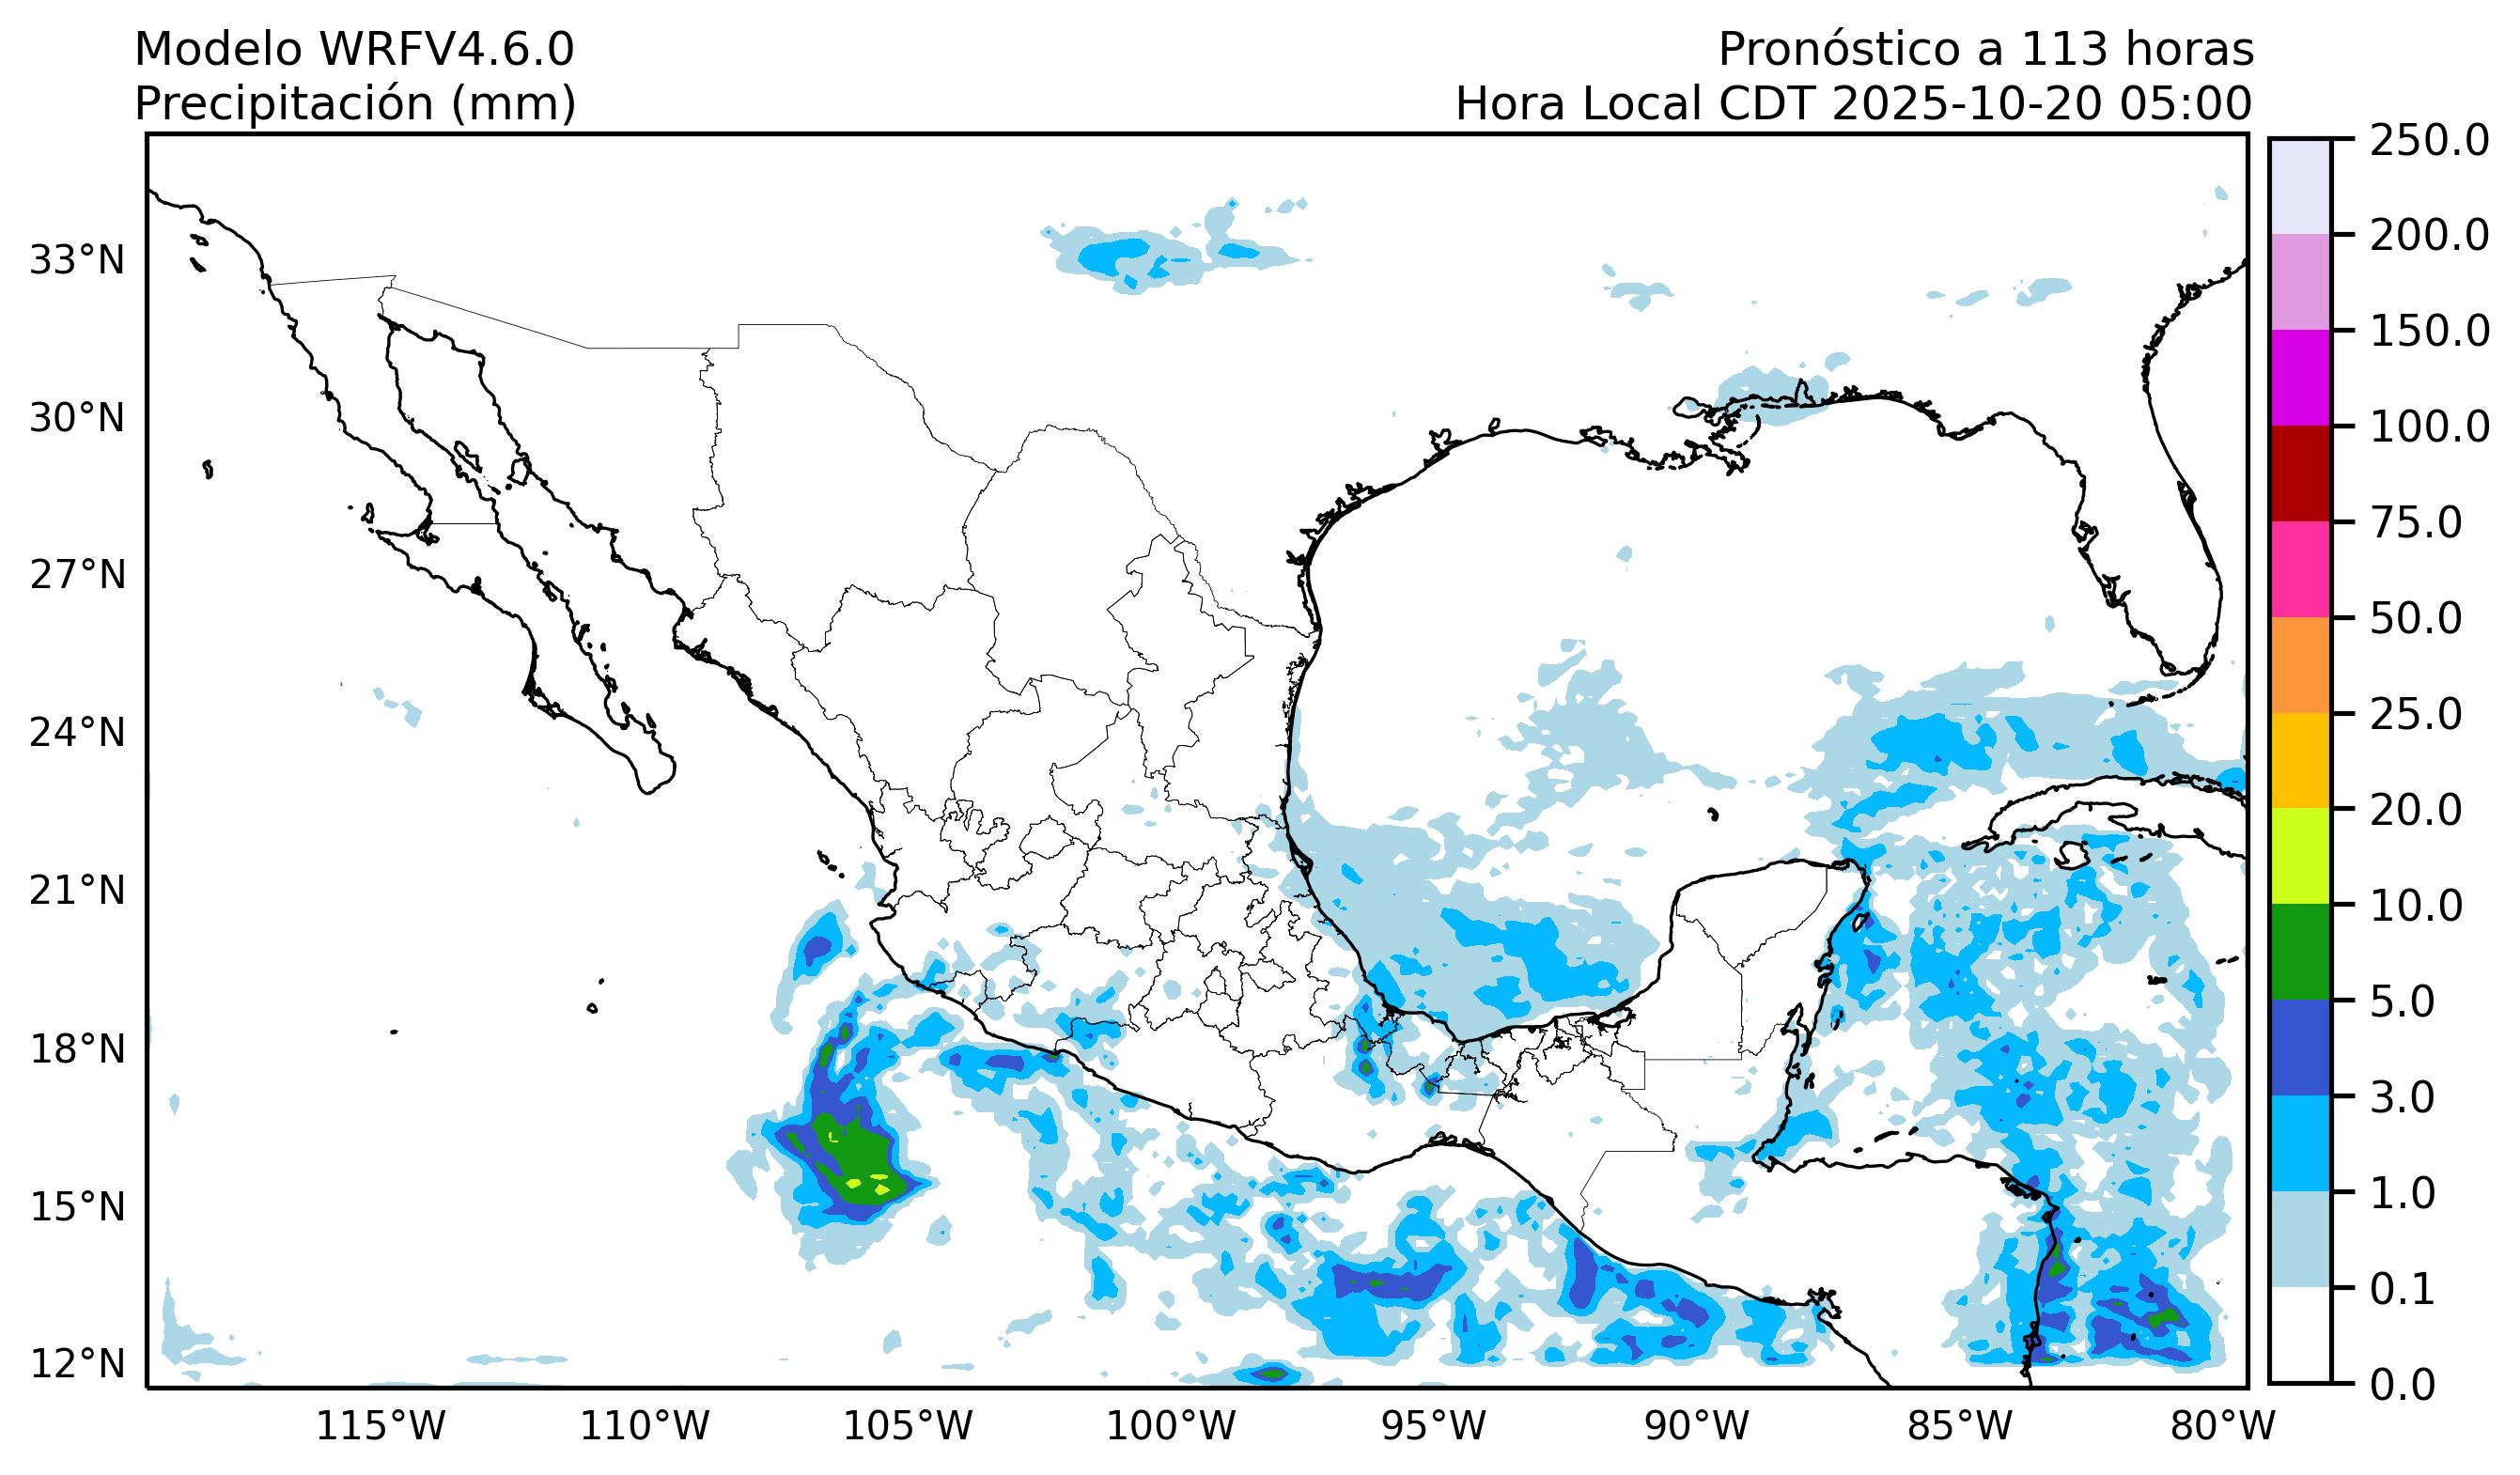 Modelo WRFV4.6.0
Precipitación (mm)
Pronóstico a 113 horas
Hora Local CDT 2025-10-20 05:00
33°N
30°N
27°N
24°N
21°N
18°N
15°N
12°N
115°W
110°W
105°W
100°W
95°W
90°W
85°W
80°W
250.0
200.0
150.0
100.0
75.0
50.0
25.0
20.0
10.0
5.0
3.0
1.0
0.1
0.0